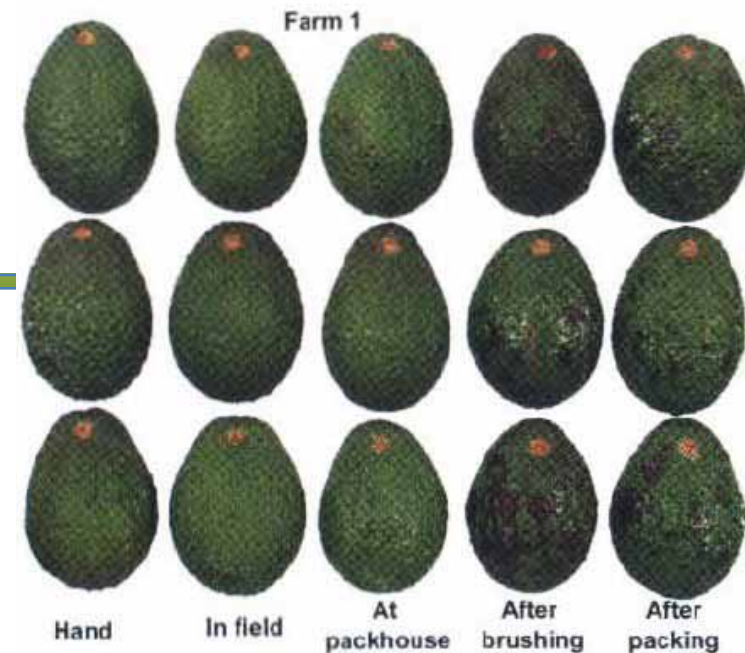 Farm 1
Hand
In field
At packhouse
After brushing
After packing